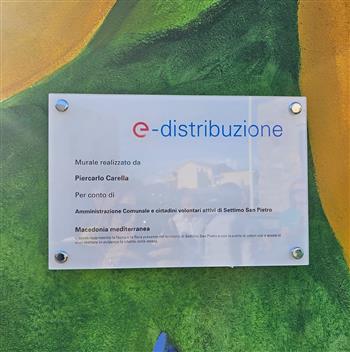 e-distribuzione
Murale realizzato da
Piercarlo Carella
Per conto di
Amministrazione Comunale e cittadini volontari attivi di Settimo San Pietro
Macedonia mediterranea